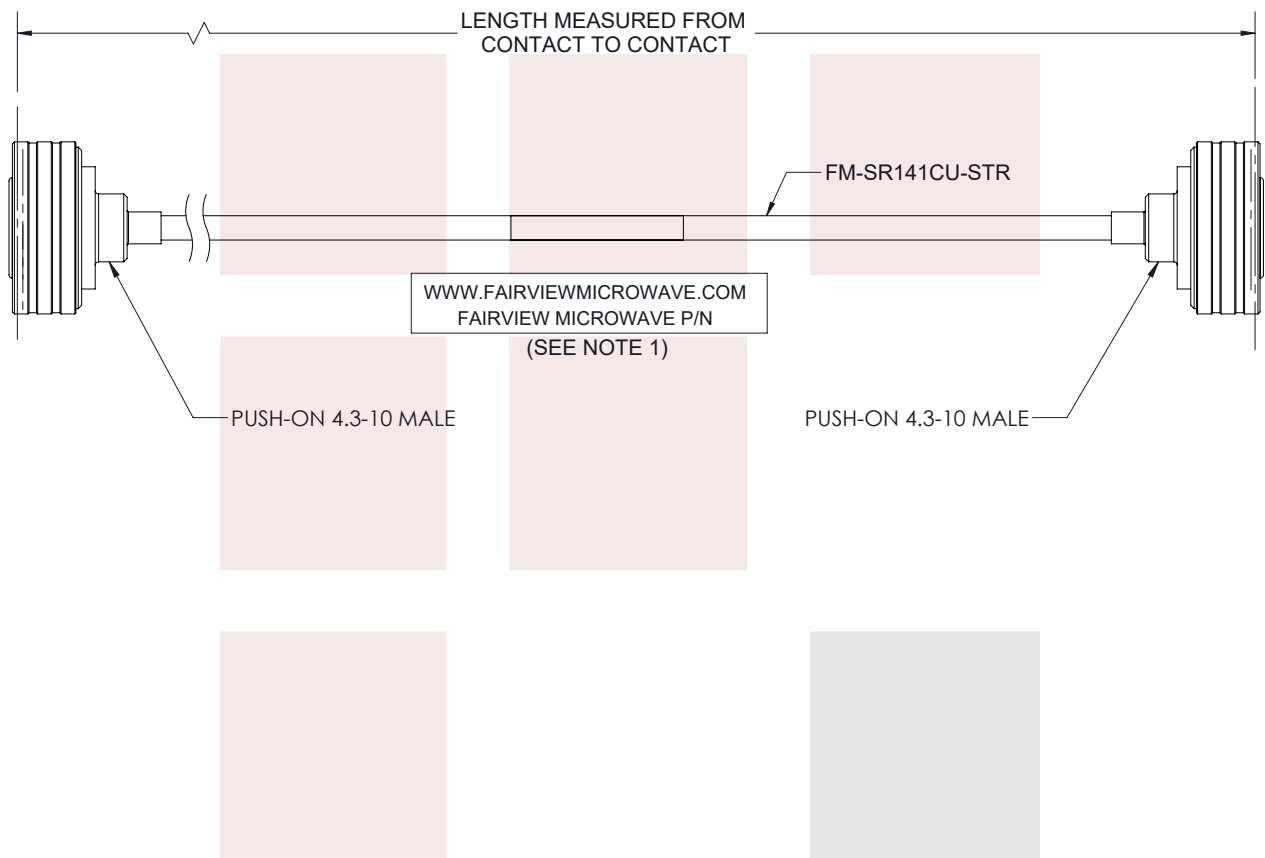 LENGTH MEASURED FROM
CONTACT TO CONTACT
FM-SR141CU-STR
WWW.FAIRVIEWMICROWAVE.COM
FAIRVIEW MICROWAVE P/N
(SEE NOTE 1)
PUSH-ON 4.3-10 MALE
PUSH-ON 4.3-10 MALE